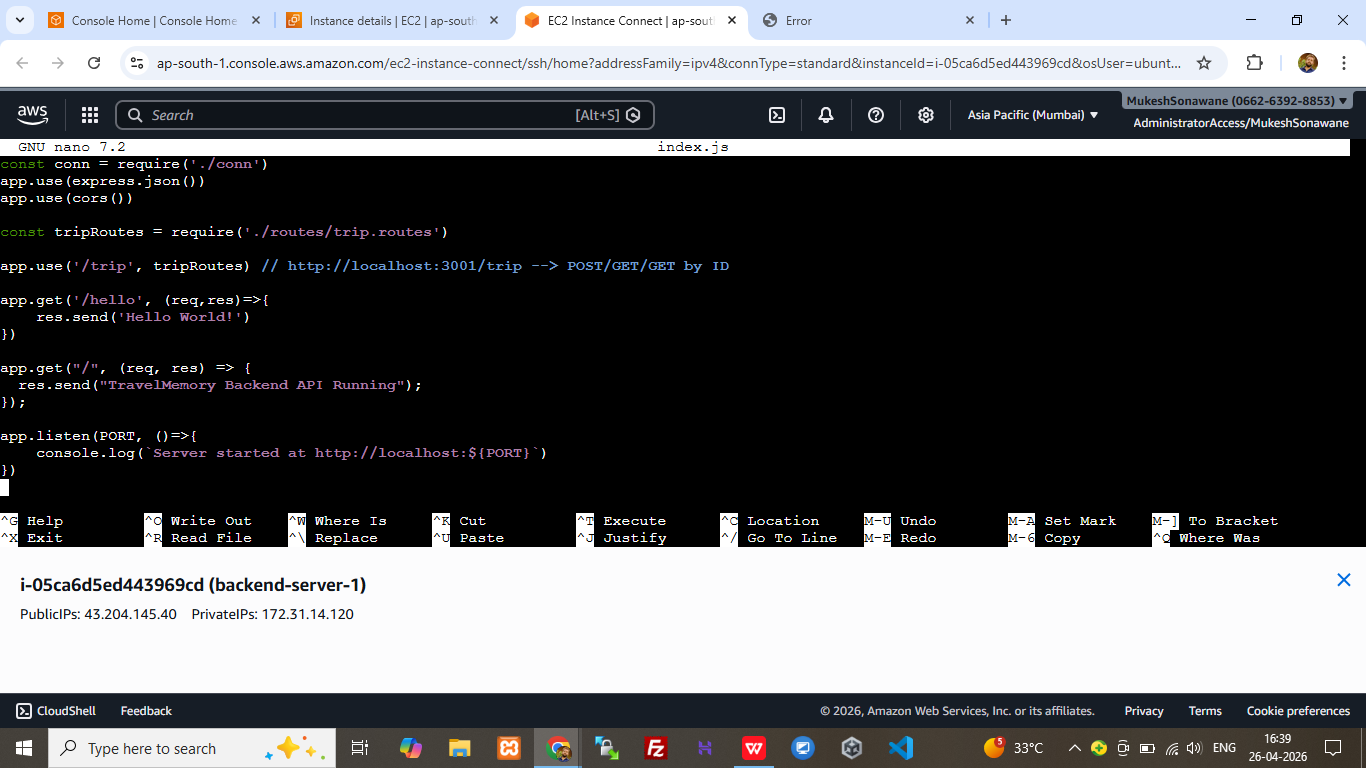 Console Home | Console Home
Instance details | EC2 | ap-south
EC2 Instance Connect | ap-sout
Error
ap-south-1.console.aws.amazon.com/ec2-instance-connect/ssh/home?addressFamily=ipv4&connType=standard&instanceId=i-05ca6d5ed443969cd&osUser=ubunt...
aws
Search
[Alt+S]
Asia Pacific (Mumbai)
MukeshSonawane (0662-6392-8853)
AdministratorAccess/MukeshSonawane
GNU nano 7.2 index.js
const conn = require('./conn')
app.use(express.json())
app.use(cors())
const tripRoutes = require('./routes/trip.routes')
app.use('/trip', tripRoutes) // http://localhost:3001/trip --> POST/GET/GET by ID
app.get('/hello', (req,res)=>{
    res.send('Hello World!')
})
app.get("/", (req, res) => {
  res.send("TravelMemory Backend API Running");
});
app.listen(PORT, ()=>{
    console.log(`Server started at http://localhost:${PORT}`)
})
^G Help ^O Write Out ^W Where Is ^K Cut ^T Execute ^C Location M-U Undo M-A Set Mark M-] To Bracket
^X Exit ^R Read File ^\ Replace ^U Paste ^J Justify ^/ Go To Line M-E Redo M-6 Copy ^Q Where Was
i-05ca6d5ed443969cd (backend-server-1)
PublicIPs: 43.204.145.40 PrivateIPs: 172.31.14.120
CloudShell Feedback © 2026, Amazon Web Services, Inc. or its affiliates. Privacy Terms Cookie preferences
Type here to search
5
33°C
ENG
16:39
26-04-2026